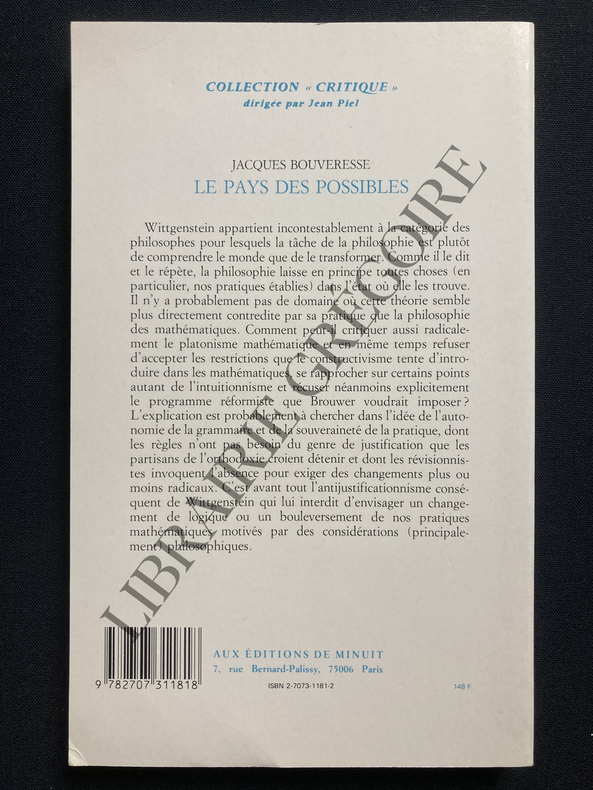 COLLECTION « CRITIQUE »
dirigée par Jean Piel
JACQUES BOUVERESSE
LE PAYS DES POSSIBLES
Wittgenstein appartient incontestablement à la catégorie des
philosophes pour lesquels la tâche de la philosophie est plutôt
de comprendre le monde que de le transformer. Comme il le dit
et le répète, la philosophie laisse en principe toutes choses (en
particulier, nos pratiques établies) dans l'état où elle les trouve.
Il n'y a probablement pas de domaine où cette théorie semble
plus directement contredite par sa pratique que la philosophie
des mathématiques. Comment peut-il critiquer aussi radicale-
ment le platonisme mathématique et en même temps refuser
d'accepter les restrictions que le constructivisme tente d'intro-
duire dans les mathématiques, se rapprocher sur certains points
autant de l'intuitionnisme et récuser néanmoins explicitement
le programme réformiste que Brouwer voudrait imposer ?
L'explication est probablement à chercher dans l'idée de l'auto-
nomie de la grammaire et de la souveraineté de la pratique, dont
les règles n'ont pas besoin du genre de justification que les
partisans de l'orthodoxie croient détenir et dont les révisionnis-
tes invoquent l'absence pour exiger des changements plus ou
moins radicaux. C'est avant tout l'antijustificationnisme consé-
quent de Wittgenstein qui lui interdit d'envisager un change-
ment de logique ou un bouleversement de nos pratiques
mathématiques motivés par des considérations (principale-
ment) philosophiques.
LIBRAIRIE GRÉGOIRE
AUX ÉDITIONS DE MINUIT
7, rue Bernard-Palissy, 75006 Paris
9 782707 311818
ISBN 2-7073-1181-2
148 F